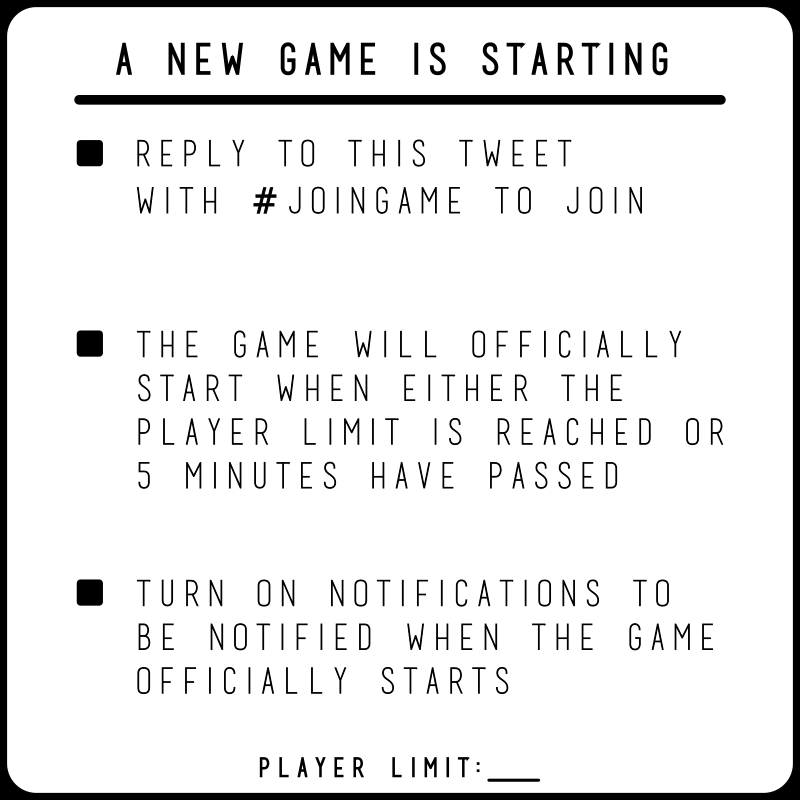 A NEW GAME IS STARTING
REPLY TO THIS TWEET
WITH #JOINGAME TO JOIN
THE GAME WILL OFFICIALLY
START WHEN EITHER THE
PLAYER LIMIT IS REACHED OR
5 MINUTES HAVE PASSED
TURN ON NOTIFICATIONS TO
BE NOTIFIED WHEN THE GAME
OFFICIALLY STARTS
PLAYER LIMIT:__